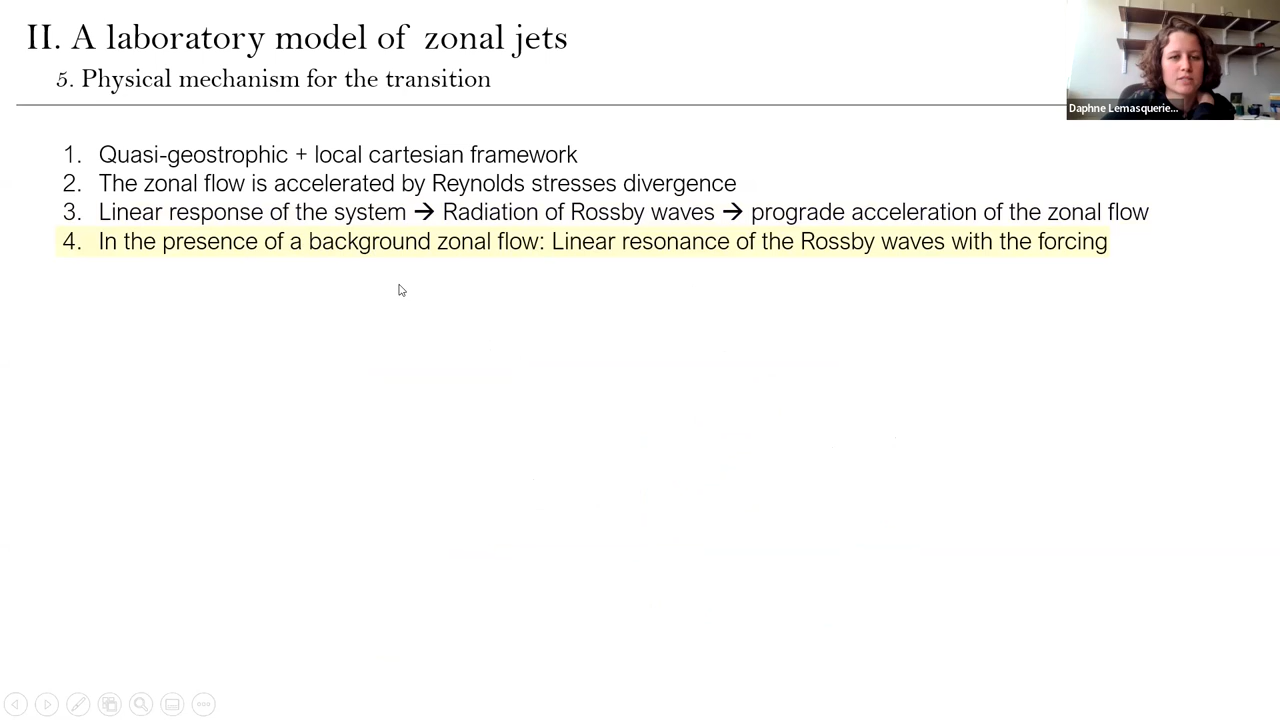 II. A laboratory model of zonal jets
5. Physical mechanism for the transition
Daphne Lemasquerie...
1. Quasi-geostrophic + local cartesian framework
2. The zonal flow is accelerated by Reynolds stresses divergence
3. Linear response of the system → Radiation of Rossby waves → prograde acceleration of the zonal flow
4. In the presence of a background zonal flow: Linear resonance of the Rossby waves with the forcing